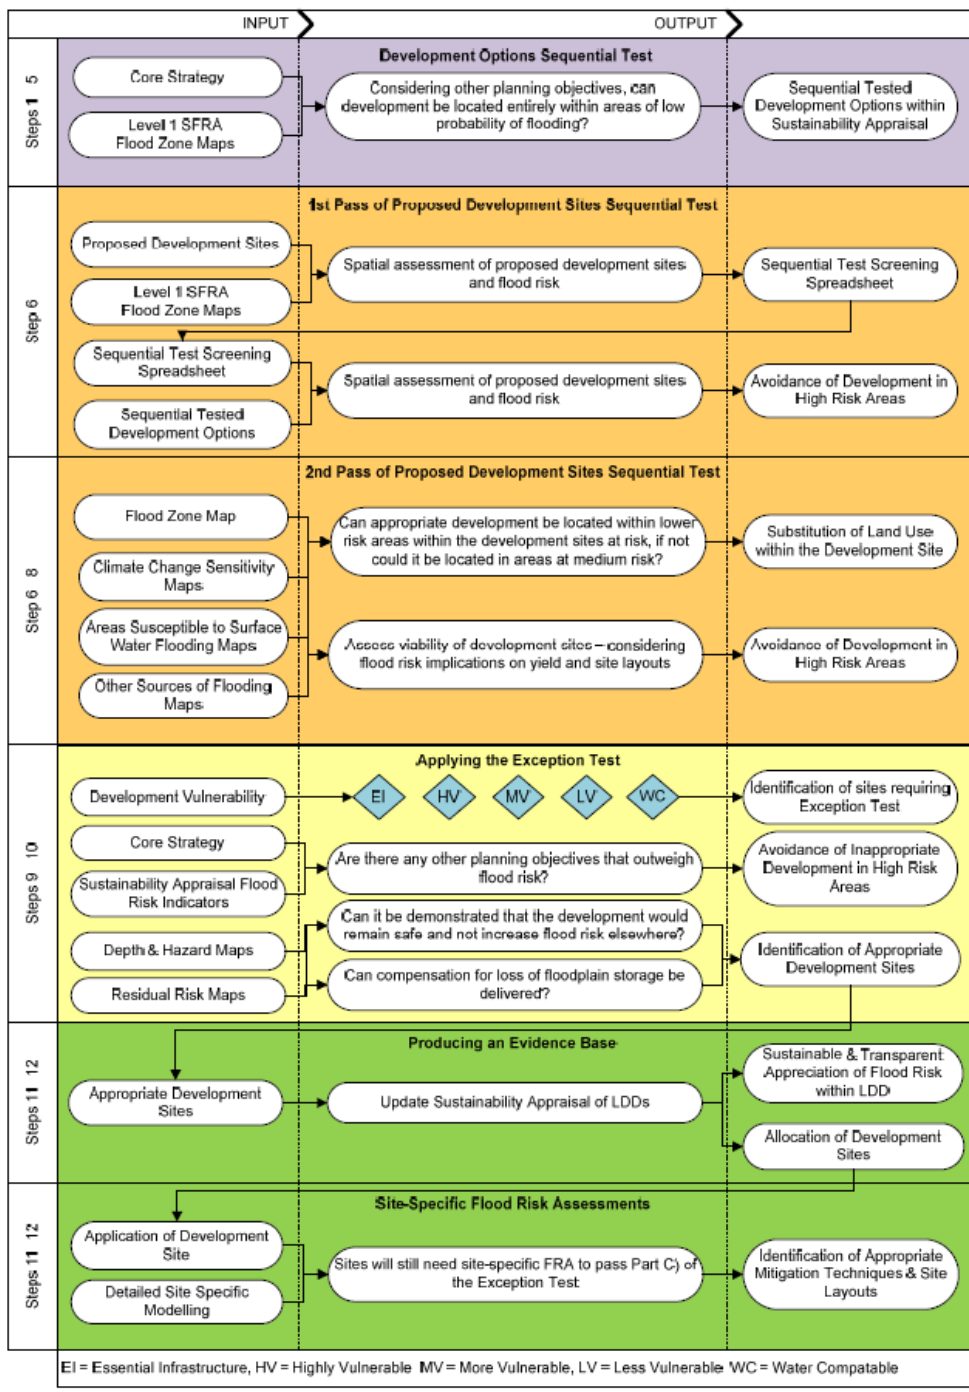 INPUT
OUTPUT
Steps 1 5
Development Options Sequential Test
Core Strategy
Level 1 SFRA
Flood Zone Maps
Considering other planning objectives, can
development be located entirely within areas of low
probability of flooding?
Sequential Tested
Development Options within
Sustainability Appraisal
Step 6
1st Pass of Proposed Development Sites Sequential Test
Proposed Development Sites
Level 1 SFRA
Flood Zone Maps
Spatial assessment of proposed development sites
and flood risk
Sequential Test Screening
Spreadsheet
Sequential Test Screening
Spreadsheet
Sequential Tested
Development Options
Spatial assessment of proposed development sites
and flood risk
Avoidance of Development in
High Risk Areas
Step 6 8
2nd Pass of Proposed Development Sites Sequential Test
Flood Zone Map
Climate Change Sensitivity
Maps
Areas Susceptible to Surface
Water Flooding Maps
Other Sources of Flooding
Maps
Can appropriate development be located within lower
risk areas within the development sites at risk, if not
could it be located in areas at medium risk?
Substitution of Land Use
within the Development Site
Assess viability of development sites – considering
flood risk implications on yield and site layouts
Avoidance of Development in
High Risk Areas
Steps 9 10
Applying the Exception Test
Development Vulnerability
EI
HV
MV
LV
WC
Identification of sites requiring
Exception Test
Core Strategy
Sustainability Appraisal Flood
Risk Indicators
Are there any other planning objectives that outweigh
flood risk?
Avoidance of Inappropriate
Development in High Risk
Areas
Depth & Hazard Maps
Residual Risk Maps
Can it be demonstrated that the development would
remain safe and not increase flood risk elsewhere?
Can compensation for loss of floodplain storage be
delivered?
Identification of Appropriate
Development Sites
Steps 11 12
Producing an Evidence Base
Appropriate Development
Sites
Update Sustainability Appraisal of LDDs
Sustainable & Transparent
Appreciation of Flood Risk
within LDD
Allocation of Development
Sites
Steps 11 12
Site-Specific Flood Risk Assessments
Application of Development
Site
Detailed Site Specific
Modelling
Sites will still need site-specific FRA to pass Part C) of
the Exception Test
Identification of Appropriate
Mitigation Techniques & Site
Layouts
EI = Essential Infrastructure, HV = Highly Vulnerable MV = More Vulnerable, LV = Less Vulnerable WC = Water Compatable